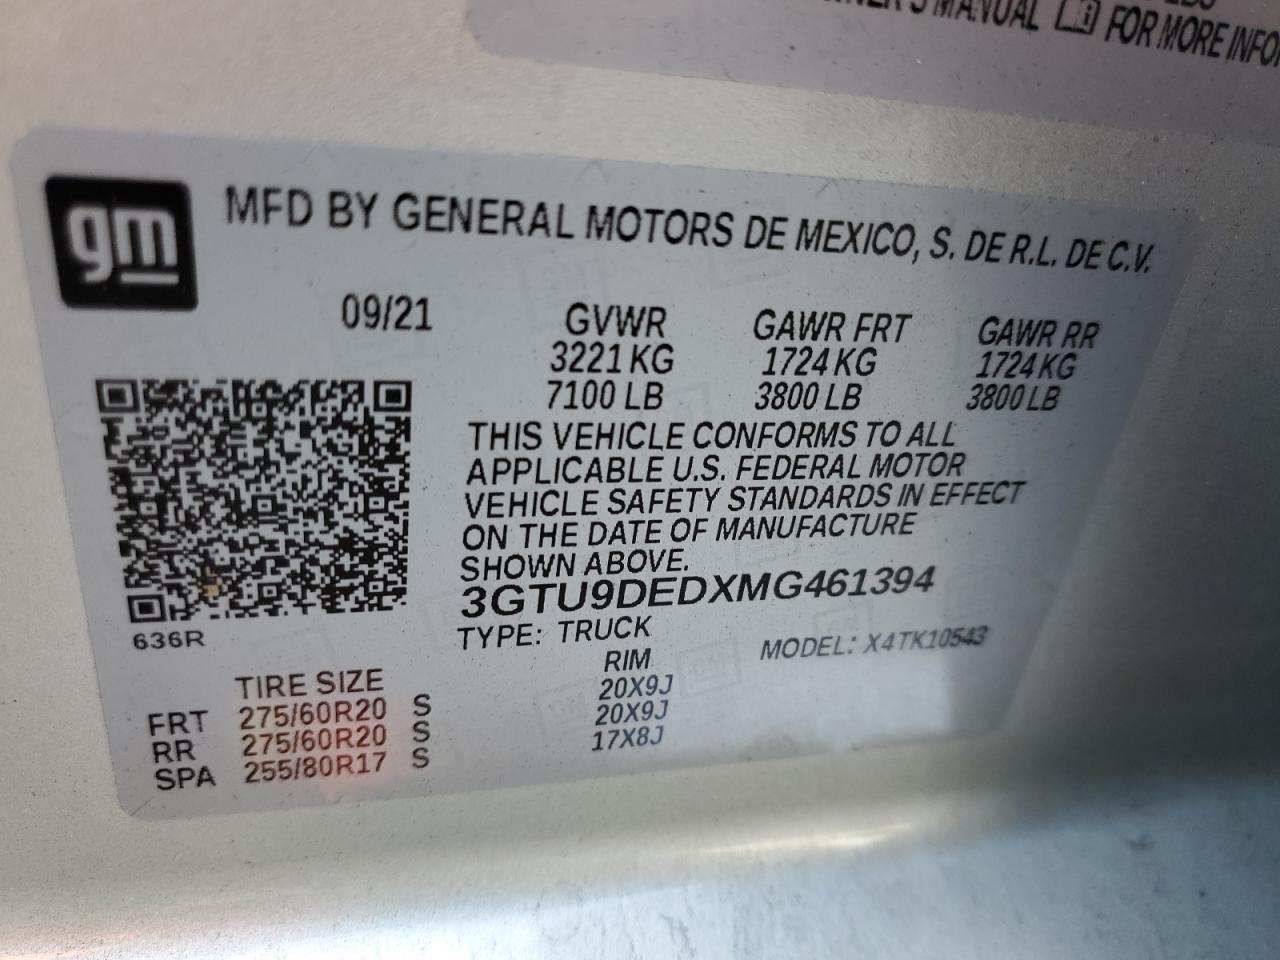 MANUAL FOR MORE
gm
MFD BY GENERAL MOTORS DE MEXICO, S. DE R.L. DE C.V.
09/21 GVWR GAWR FRT GAWR RR
3221 KG 1724 KG 1724 KG
7100 LB 3800 LB 3800 LB
THIS VEHICLE CONFORMS TO ALL
APPLICABLE U.S. FEDERAL MOTOR
VEHICLE SAFETY STANDARDS IN EFFECT
ON THE DATE OF MANUFACTURE
SHOWN ABOVE.
3GTU9DEDXMG461394
636R
TYPE: TRUCK MODEL: X4TK10543
TIRE SIZE RIM
FRT 275/60R20 S 20X9J
RR 275/60R20 S 20X9J
SPA 255/80R17 S 17X8J